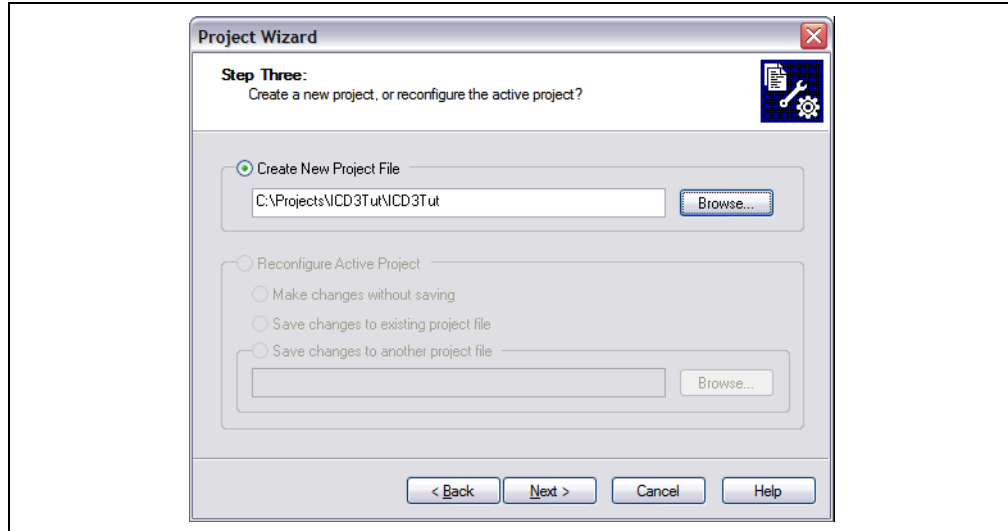 Project Wizard
Step Three:
Create a new project, or reconfigure the active project?
Create New Project File
C:\Projects\ICD3Tut\ICD3Tut
Browse...
Reconfigure Active Project
Make changes without saving
Save changes to existing project file
Save changes to another project file
Browse...
< Back
Next >
Cancel
Help